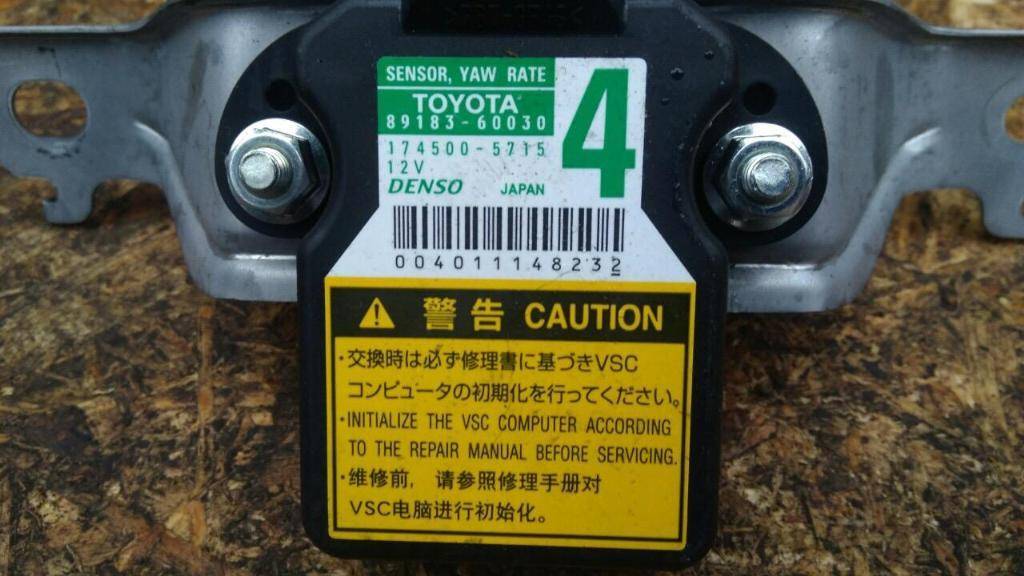 SENSOR, YAW RATE
TOYOTA
89183-60030
4
174500-5715
12V
DENSO JAPAN
004011148232
警告 CAUTION
・交換時は必ず修理書に基づきVSC
コンピュータの初期化を行ってください。
・INITIALIZE THE VSC COMPUTER ACCORDING
TO THE REPAIR MANUAL BEFORE SERVICING.
・维修前，请参照修理手册对
VSC电脑进行初始化。